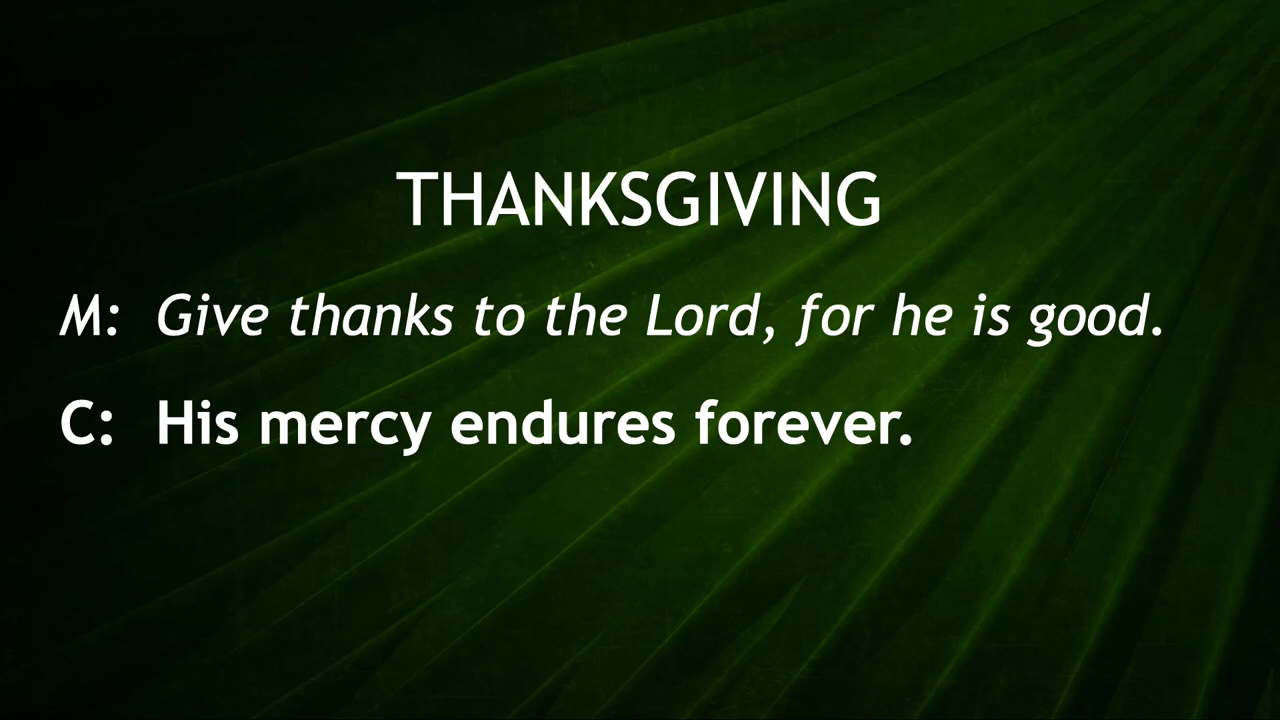 THANKSGIVING
M: Give thanks to the Lord, for he is good.
C: His mercy endures forever.